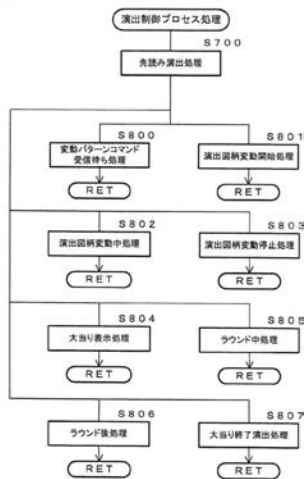 演出制御プロセス処理
S700
先読み演出処理
S800
変動パターンコマンド
受信待ち処理
RET
S801
演出図柄変動開始処理
RET
S802
演出図柄変動中処理
RET
S803
演出図柄変動停止処理
RET
S804
大当り表示処理
RET
S805
ラウンド中処理
RET
S806
ラウンド後処理
RET
S807
大当り終了演出処理
RET